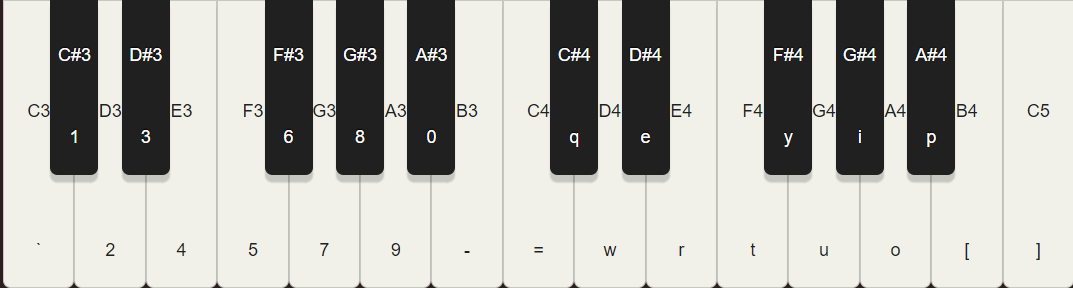 C#3 D#3 F#3 G#3 A#3 C#4 D#4 F#4 G#4 A#4
C3 D3 E3 F3 G3 A3 B3 C4 D4 E4 F4 G4 A4 B4 C5
1 3 6 8 0 q e y i p
` 2 4 5 7 9 - = w r t u o [ ]